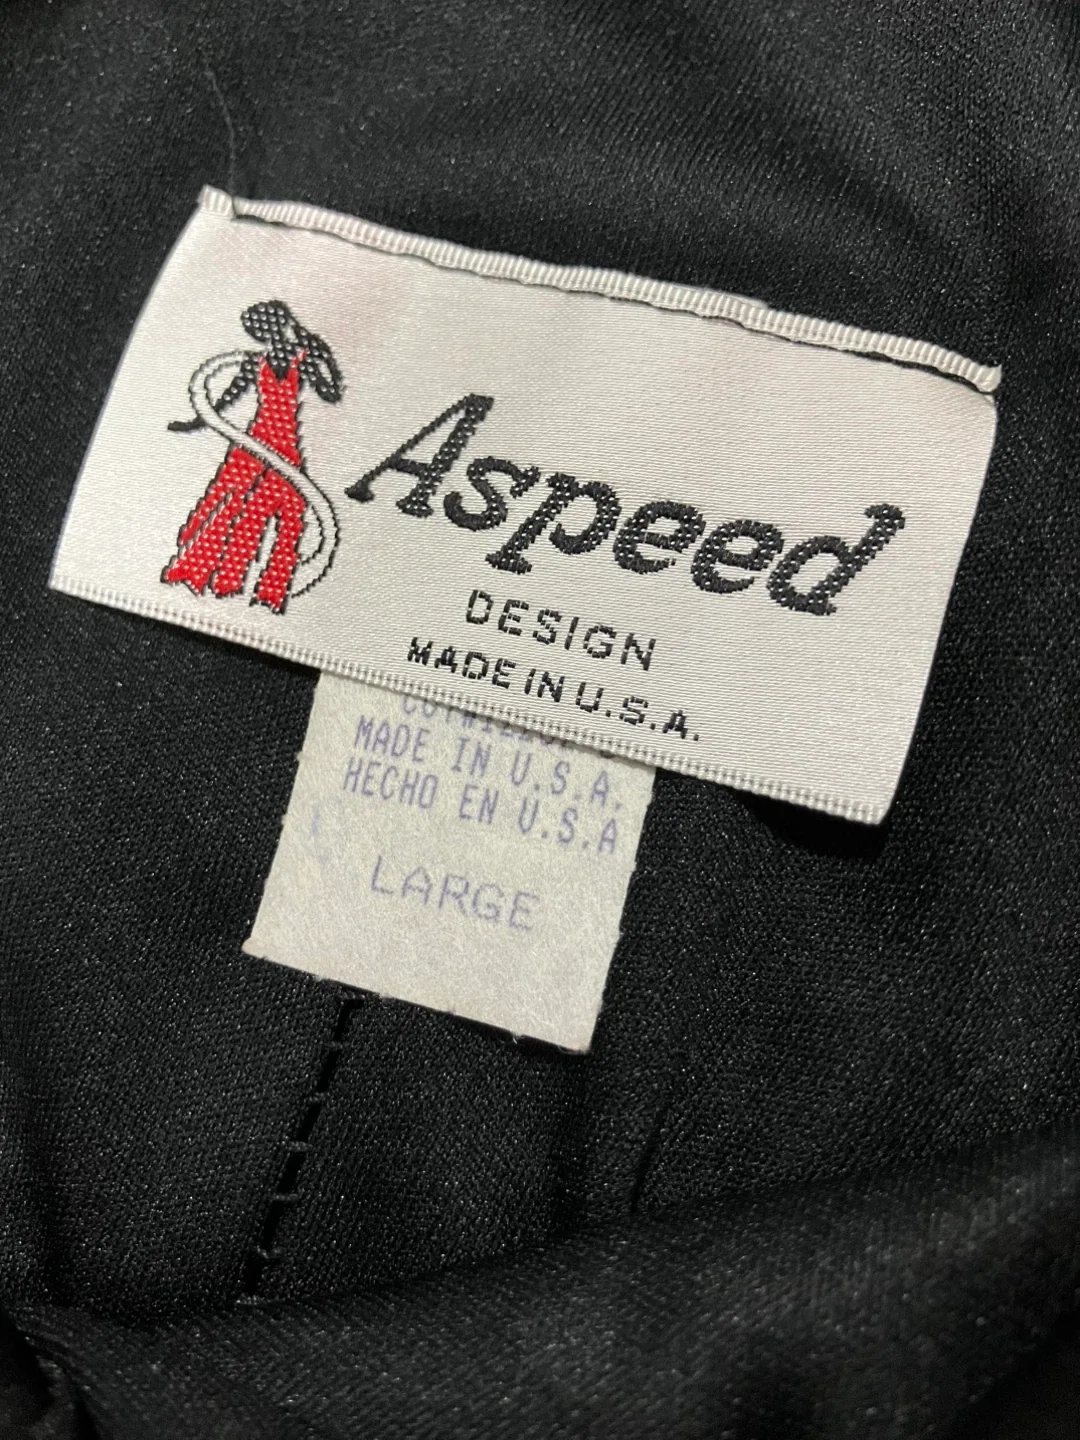 Aspeed
DESIGN
MADE IN U.S.A.
MADE IN U.S.A.
HECHO EN U.S.A
LARGE